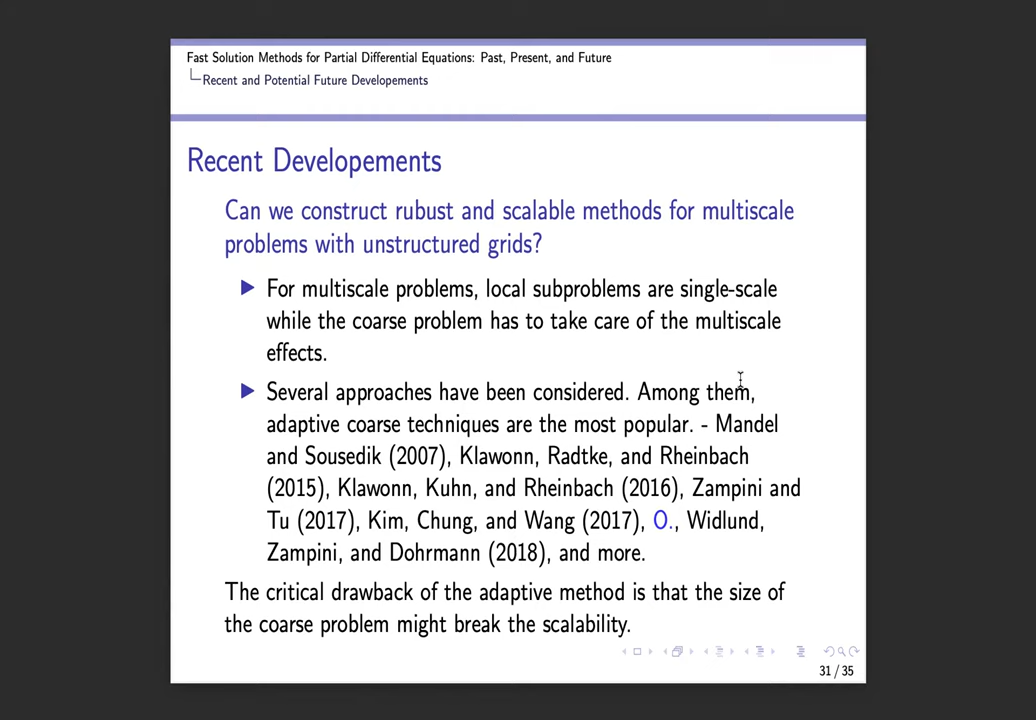 Fast Solution Methods for Partial Differential Equations: Past, Present, and Future
Recent and Potential Future Developments
Recent Developements
Can we construct rubust and scalable methods for multiscale
problems with unstructured grids?
For multiscale problems, local subproblems are single-scale
while the coarse problem has to take care of the multiscale
effects.
Several approaches have been considered. Among them,
adaptive coarse techniques are the most popular. - Mandel
and Sousedik (2007), Klawonn, Radtke, and Rheinbach
(2015), Klawonn, Kuhn, and Rheinbach (2016), Zampini and
Tu (2017), Kim, Chung, and Wang (2017), O., Widlund,
Zampini, and Dohrmann (2018), and more.
The critical drawback of the adaptive method is that the size of
the coarse problem might break the scalability.
31 / 35